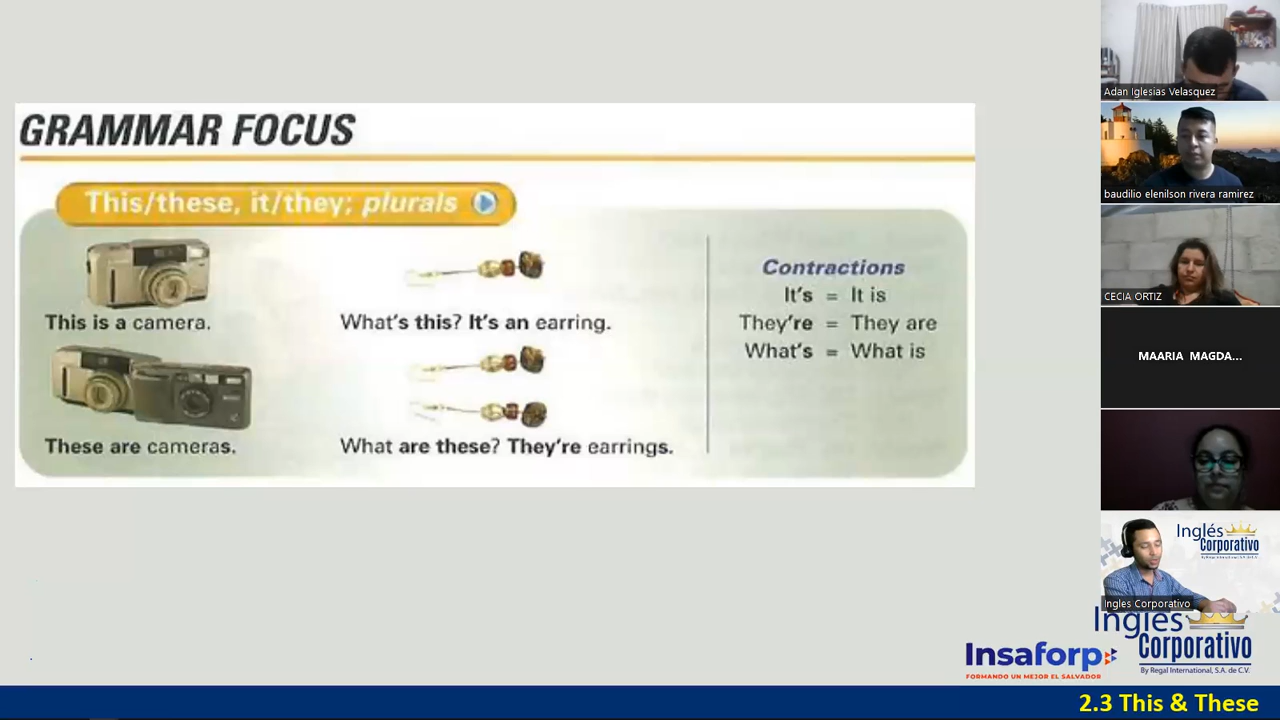 GRAMMAR FOCUS
This/these, it/they; plurals
This is a camera.
What's this? It's an earring.
These are cameras.
What are these? They're earrings.
Contractions
It's = It is
They're = They are
What's = What is
Adan Iglesias Velasquez
baudilio elenilson rivera ramirez
CECIA ORTIZ
MAARIA MAGDA...
Inglés
Corporativo
Ingles Corporativo
Inglés
Corporativo
By Regal International, S.A. de C.V.
Insaforp
FORMANDO UN MEJOR EL SALVADOR
2.3 This & These